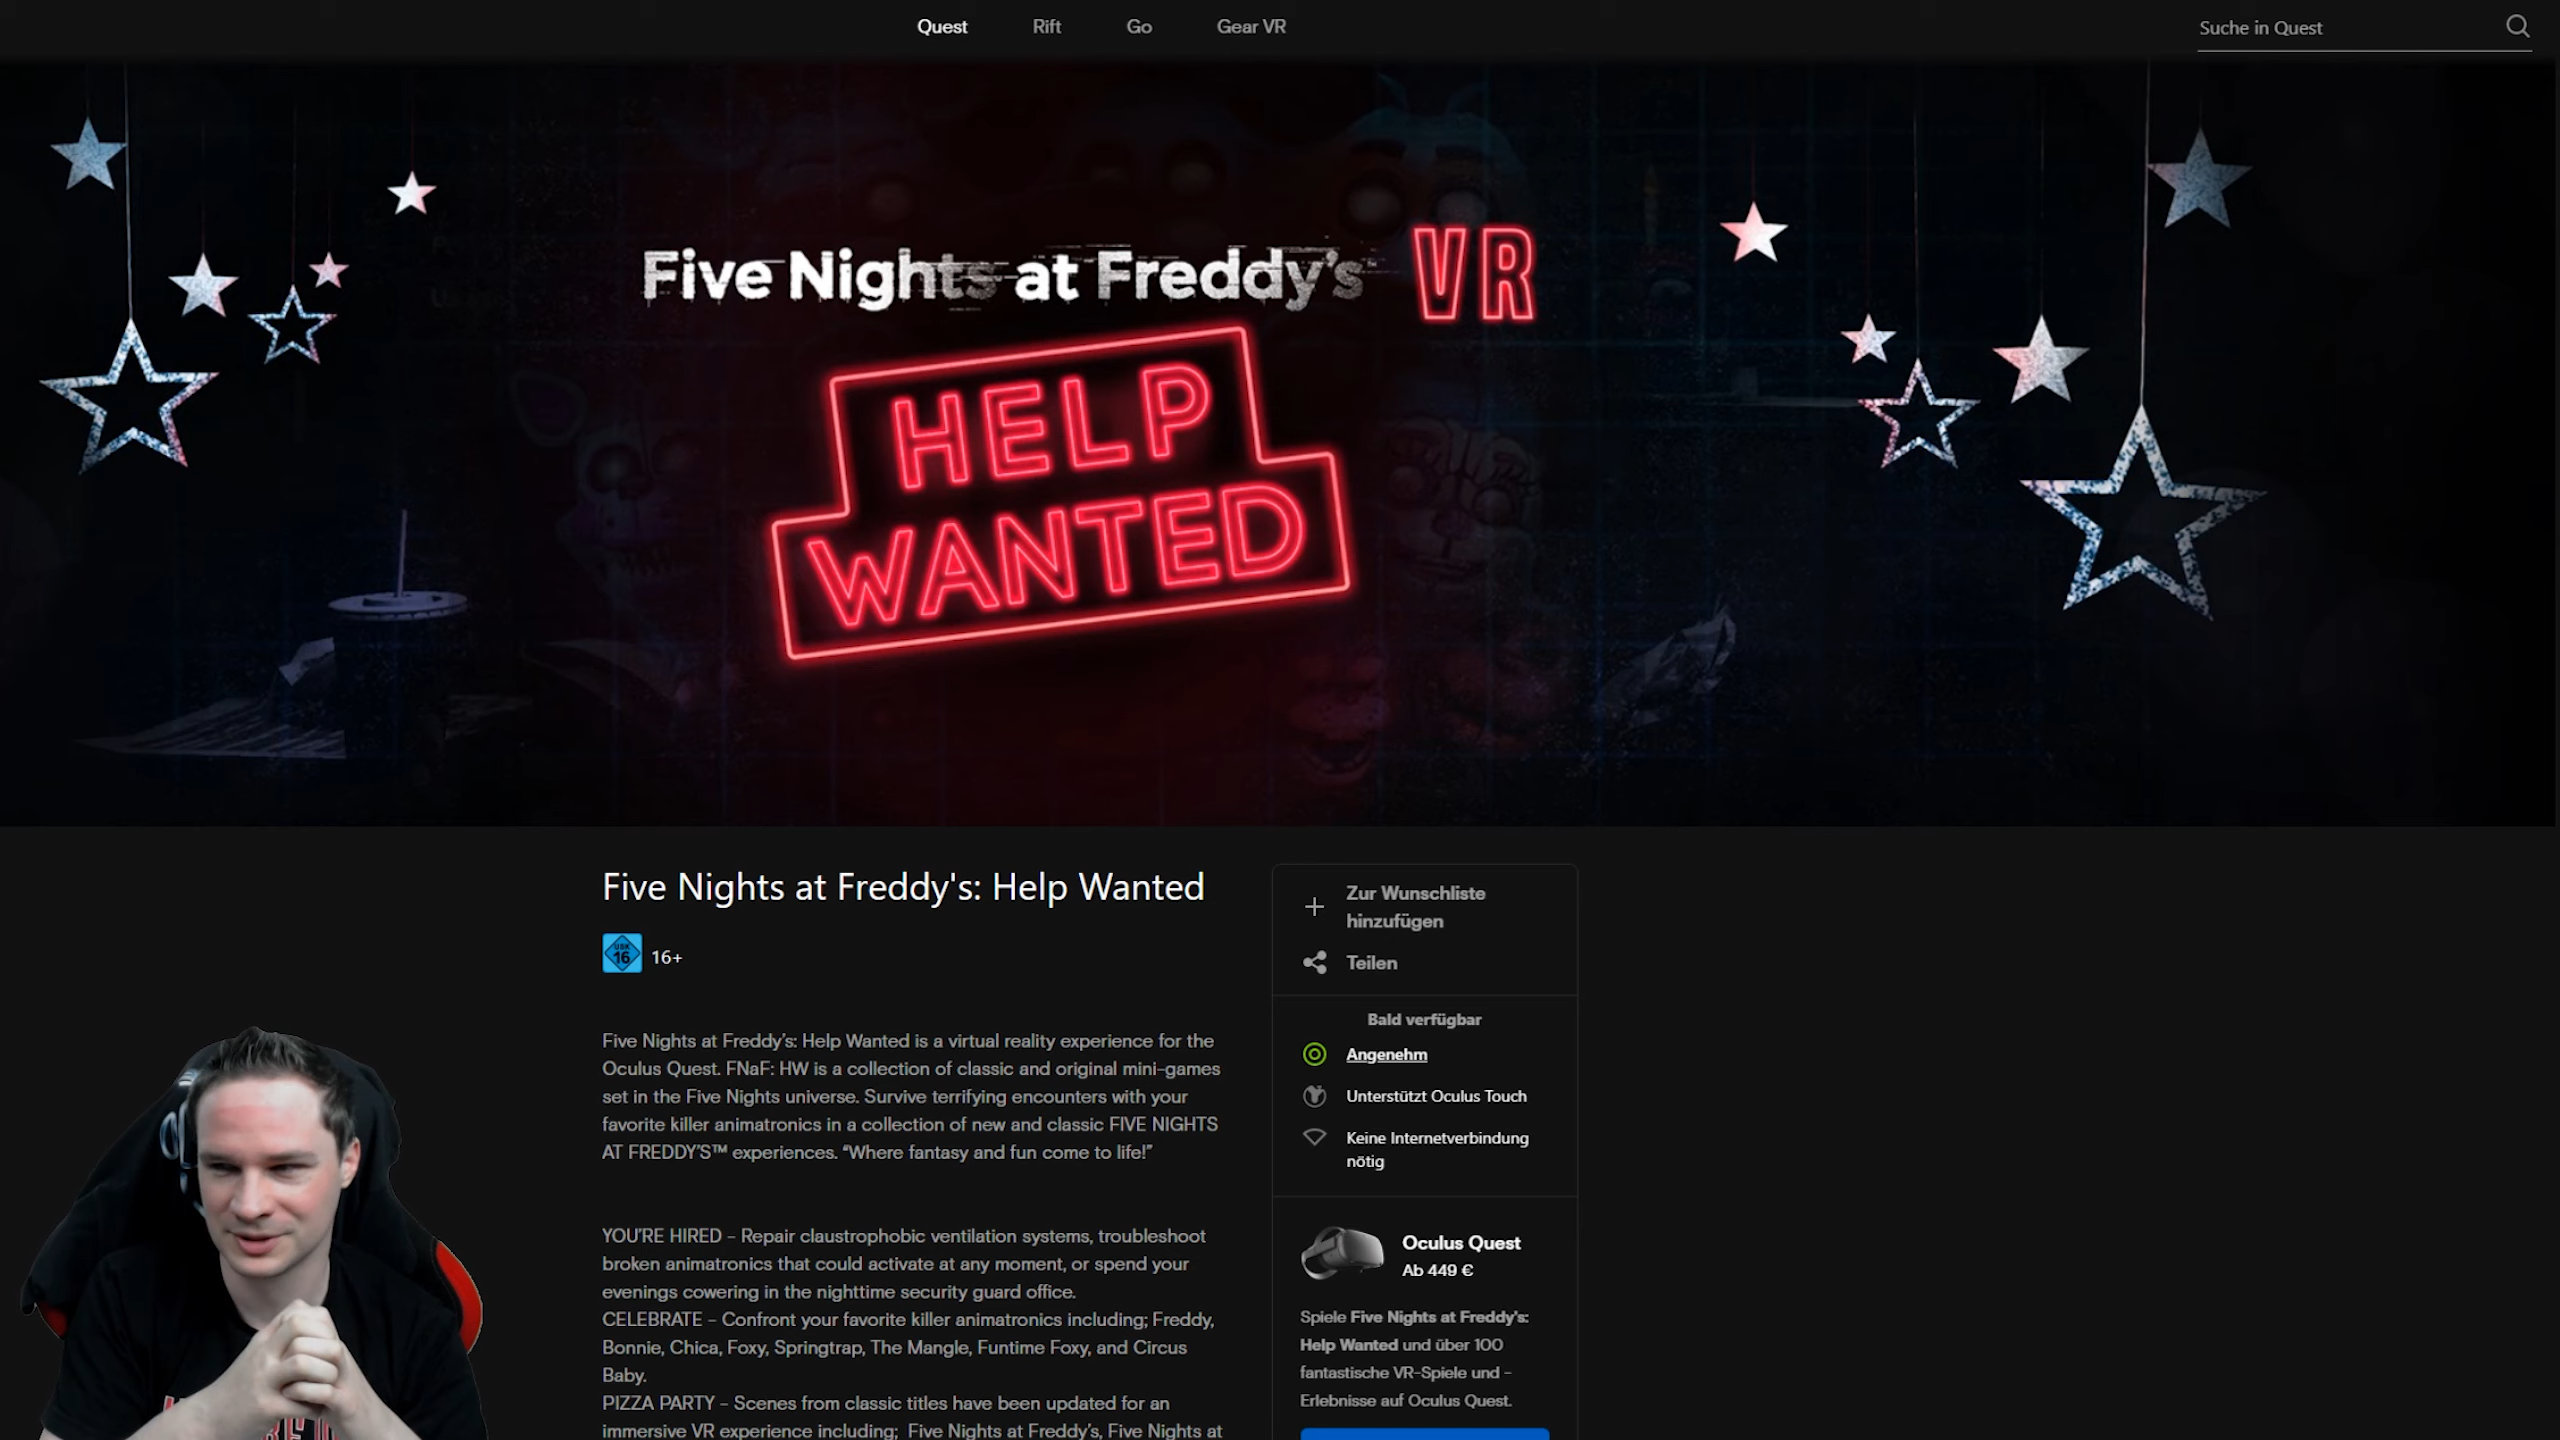 Quest Rift Go Gear VR
Suche in Quest
Five Nights at Freddy's VR
HELP
WANTED
Five Nights at Freddy's: Help Wanted
USK
16
16+
Five Nights at Freddy's: Help Wanted is a virtual reality experience for the
Oculus Quest. FNaF: HW is a collection of classic and original mini-games
set in the Five Nights universe. Survive terrifying encounters with your
favorite killer animatronics in a collection of new and classic FIVE NIGHTS
AT FREDDY'S™ experiences. “Where fantasy and fun come to life!”
YOU'RE HIRED - Repair claustrophobic ventilation systems, troubleshoot
broken animatronics that could activate at any moment, or spend your
evenings cowering in the nighttime security guard office.
CELEBRATE - Confront your favorite killer animatronics including; Freddy,
Bonnie, Chica, Foxy, Springtrap, The Mangle, Funtime Foxy, and Circus
Baby.
PIZZA PARTY - Scenes from classic titles have been updated for an
immersive VR experience including; Five Nights at Freddy's, Five Nights at
Zur Wunschliste
hinzufügen
Teilen
Bald verfügbar
Angenehm
Unterstützt Oculus Touch
Keine Internetverbindung
nötig
Oculus Quest
Ab 449 €
Spiele Five Nights at Freddy's:
Help Wanted und über 100
fantastische VR-Spiele und -
Erlebnisse auf Oculus Quest.